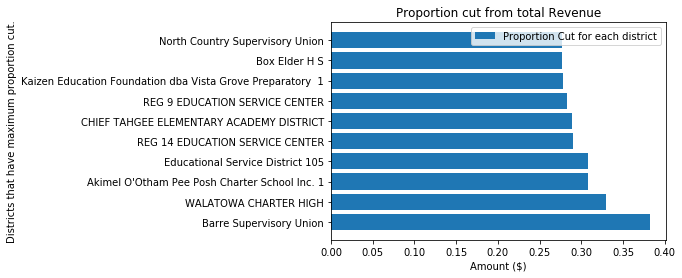 Proportion cut from total Revenue
Proportion Cut for each district
Districts that have maximum proportion cut.
North Country Supervisory Union
Box Elder H S
Kaizen Education Foundation dba Vista Grove Preparatory  1
REG 9 EDUCATION SERVICE CENTER
CHIEF TAHGEE ELEMENTARY ACADEMY DISTRICT
REG 14 EDUCATION SERVICE CENTER
Educational Service District 105
Akimel O'Otham Pee Posh Charter School Inc. 1
WALATOWA CHARTER HIGH
Barre Supervisory Union
0.00 0.05 0.10 0.15 0.20 0.25 0.30 0.35 0.40
Amount ($)